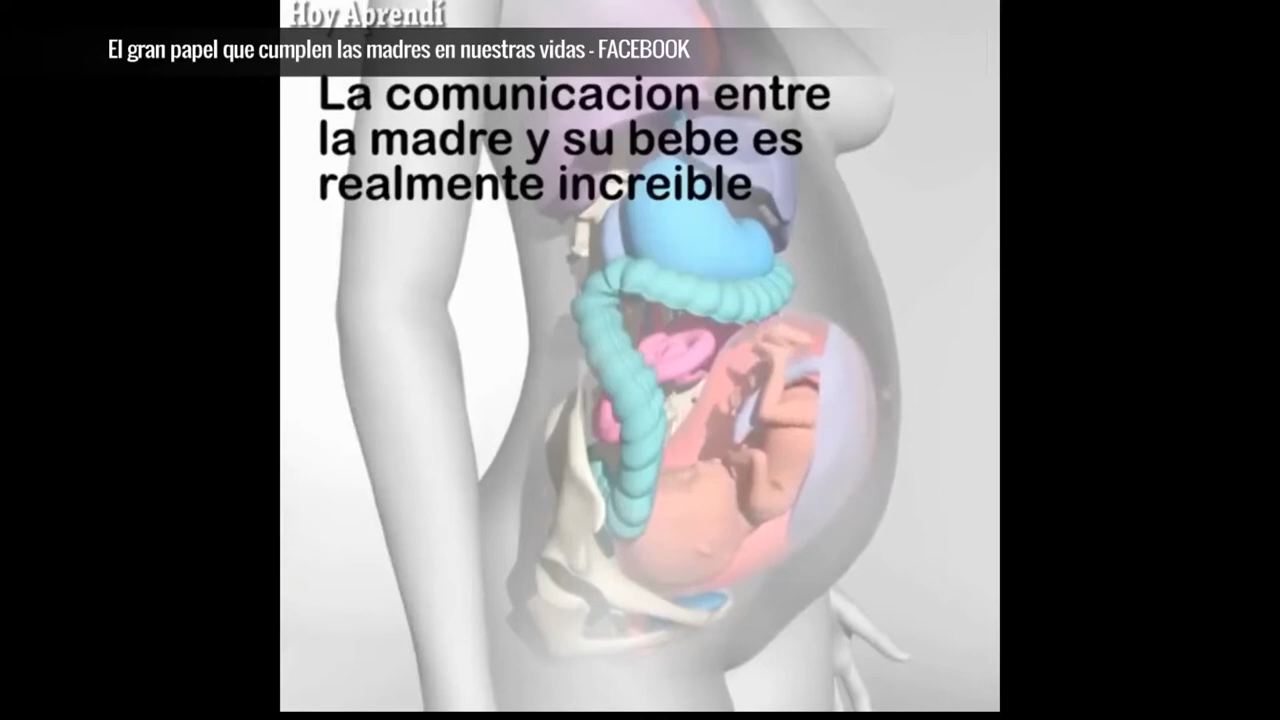 Hoy Aprendí
El gran papel que cumplen las madres en nuestras vidas - FACEBOOK
La comunicacion entre
la madre y su bebe es
realmente increible